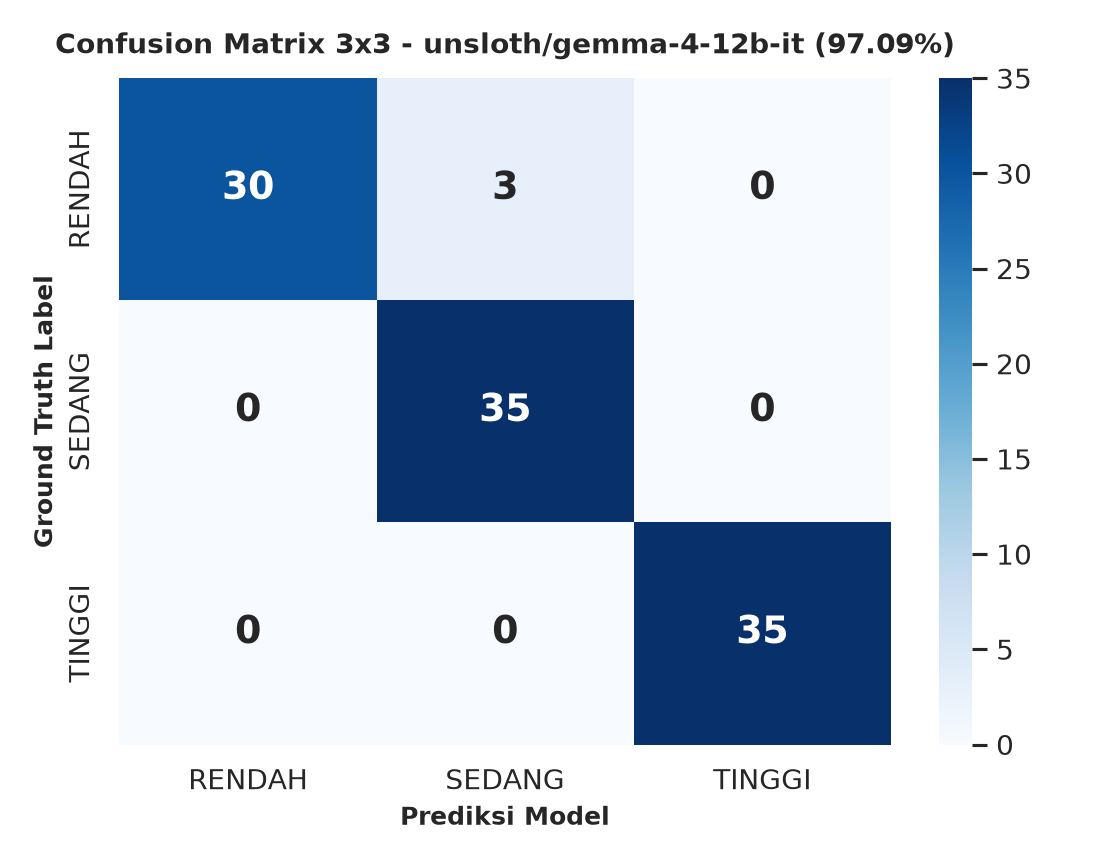 Confusion Matrix 3x3 - unsloth/gemma-4-12b-it (97.09%)
Ground Truth Label
RENDAH
30
3
0
SEDANG
0
35
0
TINGGI
0
0
35
RENDAH
SEDANG
TINGGI
Prediksi Model
35
30
25
20
15
10
5
0